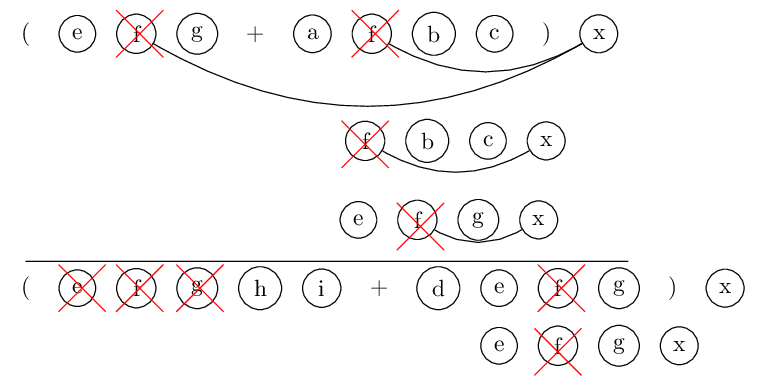 ( e f g + a f b c ) x
f b c x
e f g x
( e f g h i + d e f g ) x
e f g x